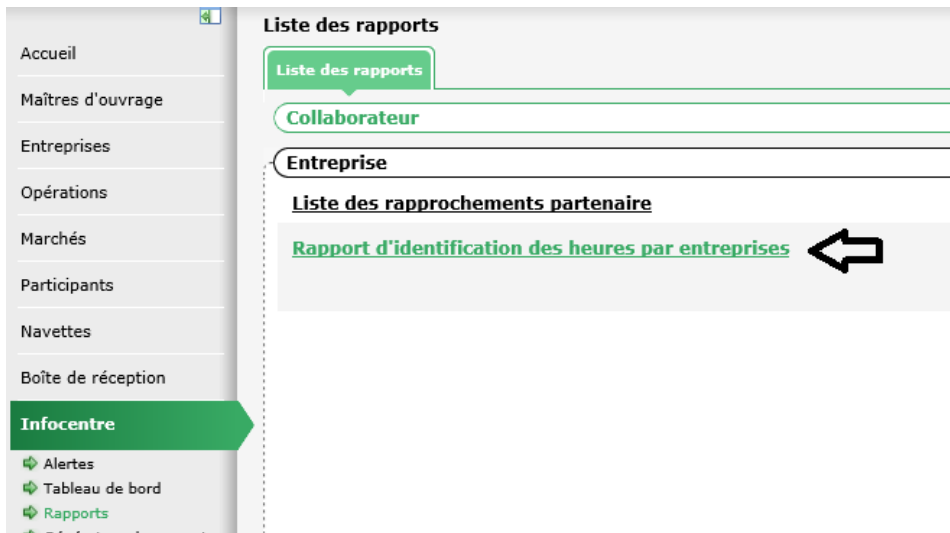 Liste des rapports
Accueil
Maîtres d'ouvrage
Entreprises
Opérations
Marchés
Participants
Navettes
Boîte de réception
Infocentre
Alertes
Tableau de bord
Rapports
Liste des rapports
Collaborateur
Entreprise
Liste des rapprochements partenaire
Rapport d'identification des heures par entreprises